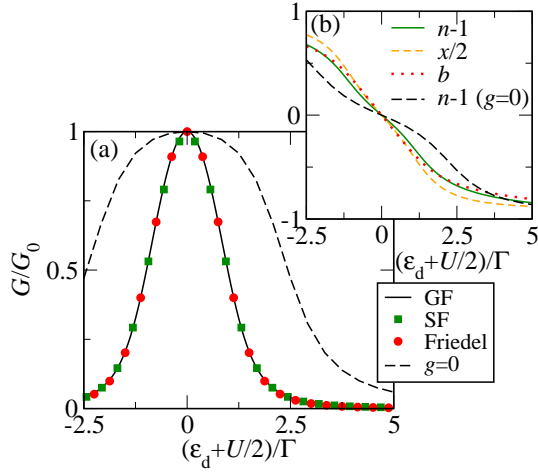 (b)
1
0
-1
-2.5
0
2.5
5
n-1
x/2
b
n-1 (g=0)
(ε_d+U/2)/Γ
(a)
1
0.5
0
G/G_0
-2.5
0
2.5
5
(ε_d+U/2)/Γ
GF
SF
Friedel
g=0